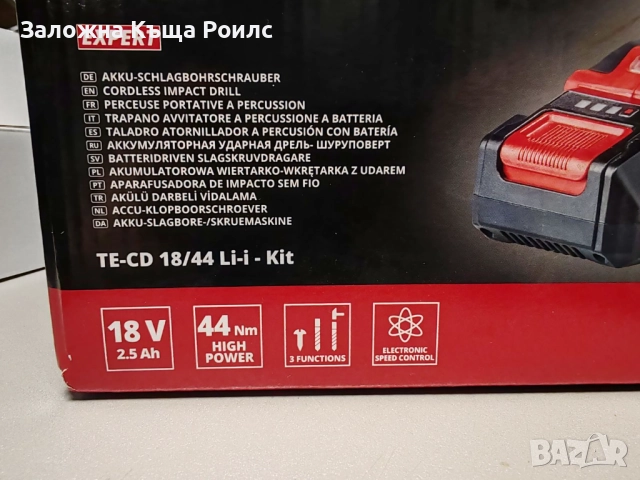 Заложна Къща Роилс
EXPERT
DE AKKU-SCHLAGBOHRSCHRAUBER
EN CORDLESS IMPACT DRILL
FR PERCEUSE PORTATIVE A PERCUSSION
IT TRAPANO AVVITATORE A PERCUSSIONE A BATTERIA
ES TALADRO ATORNILLADOR A PERCUSIÓN CON BATERÍA
RU АККУМУЛЯТОРНАЯ УДАРНАЯ ДРЕЛЬ- ШУРУПОВЕРТ
SV BATTERIDRIVEN SLAGSKRUVDRAGARE
PL AKUMULATOROWA WIERTARKO-WKRĘTARKA Z UDAREM
PT APARAFUSADORA DE IMPACTO SEM FIO
TR AKÜLÜ DARBELİ VİDALAMA
NL ACCU-KLOPBOORSCHROEVER
DA AKKU-SLAGBORE-/SKRUEMASKINE
TE-CD 18/44 Li-i - Kit
18 V
2.5 Ah
44 Nm
HIGH
POWER
3 FUNCTIONS
ELECTRONIC
SPEED CONTROL
BAZAR